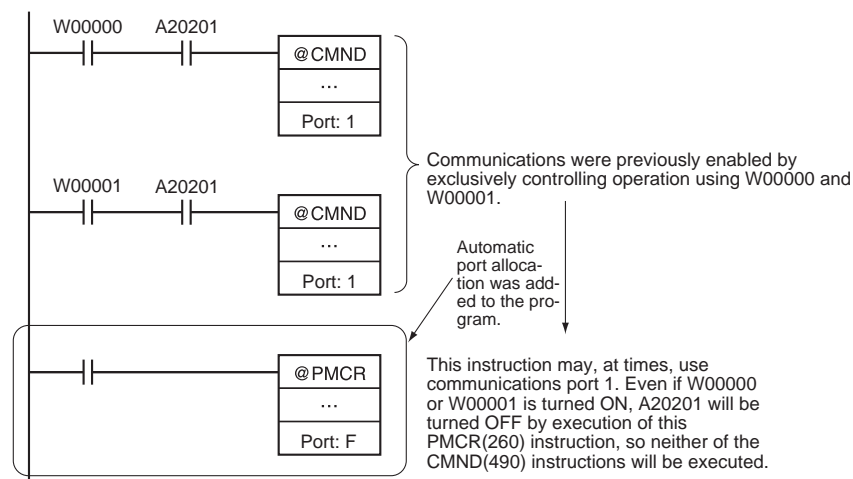 W00000 A20201
@CMND
...
Port: 1
W00001 A20201
@CMND
...
Port: 1
Communications were previously enabled by
exclusively controlling operation using W00000 and
W00001.
Automatic
port alloca-
tion was add-
ed to the pro-
gram.
@PMCR
...
Port: F
This instruction may, at times, use
communications port 1. Even if W00000
or W00001 is turned ON, A20201 will be
turned OFF by execution of this
PMCR(260) instruction, so neither of the
CMND(490) instructions will be executed.